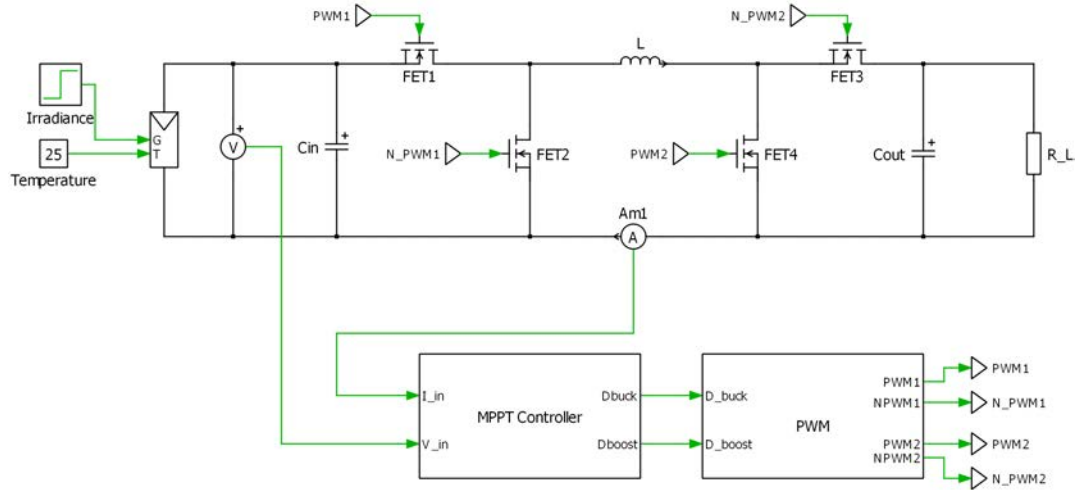 PWM1
N_PWM2
L
FET1
FET3
Irradiance
G
T
25
Temperature
+
V
Cin
+
N_PWM1
FET2
PWM2
FET4
Cout
+
R_L
Am1
A
I_in
V_in
MPPT Controller
Dbuck
Dboost
D_buck
D_boost
PWM
PWM1
NPWM1
PWM2
NPWM2
PWM1
N_PWM1
PWM2
N_PWM2